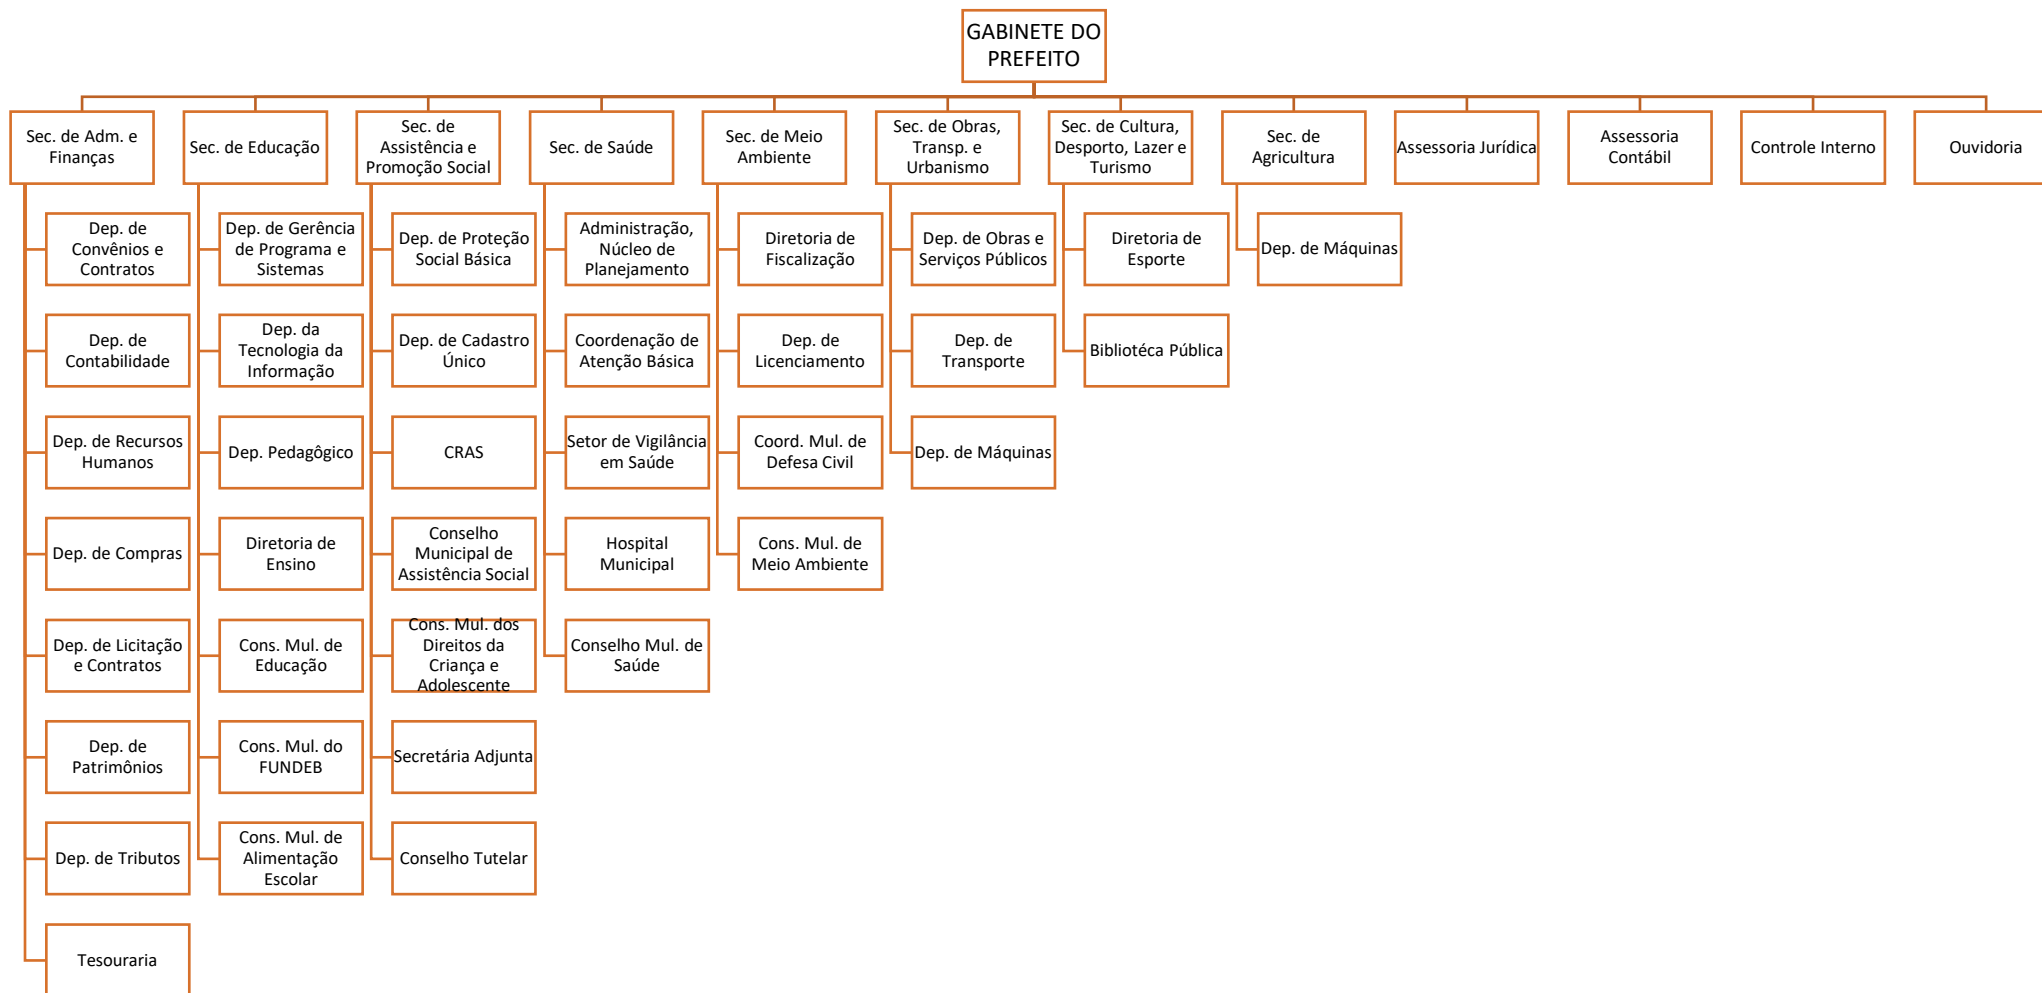 GABINETE DO
PREFEITO
Sec. de Adm. e
Finanças
Sec. de Educação
Sec. de
Assistência e
Promoção Social
Sec. de Saúde
Sec. de Meio
Ambiente
Sec. de Obras,
Transp. e
Urbanismo
Sec. de Cultura,
Desporto, Lazer e
Turismo
Sec. de
Agricultura
Assessoria Jurídica
Assessoria
Contábil
Controle Interno
Ouvidoria
Dep. de
Convênios e
Contratos
Dep. de
Contabilidade
Dep. de Recursos
Humanos
Dep. de Compras
Dep. de Licitação
e Contratos
Dep. de
Patrimônios
Dep. de Tributos
Tesouraria
Dep. de Gerência
de Programa e
Sistemas
Dep. da
Tecnologia da
Informação
Dep. Pedagôgico
Diretoria de
Ensino
Cons. Mul. de
Educação
Cons. Mul. do
FUNDEB
Cons. Mul. de
Alimentação
Escolar
Dep. de Proteção
Social Básica
Dep. de Cadastro
Único
CRAS
Conselho
Municipal de
Assistência Social
Cons. Mul. dos
Direitos da
Criança e
Adolescente
Secretária Adjunta
Conselho Tutelar
Administração,
Núcleo de
Planejamento
Coordenação de
Atenção Básica
Setor de Vigilância
em Saúde
Hospital
Municipal
Conselho Mul. de
Saúde
Diretoria de
Fiscalização
Dep. de
Licenciamento
Coord. Mul. de
Defesa Civil
Cons. Mul. de
Meio Ambiente
Dep. de Obras e
Serviços Públicos
Dep. de
Transporte
Dep. de Máquinas
Diretoria de
Esporte
Bibliotéca Pública
Dep. de Máquinas